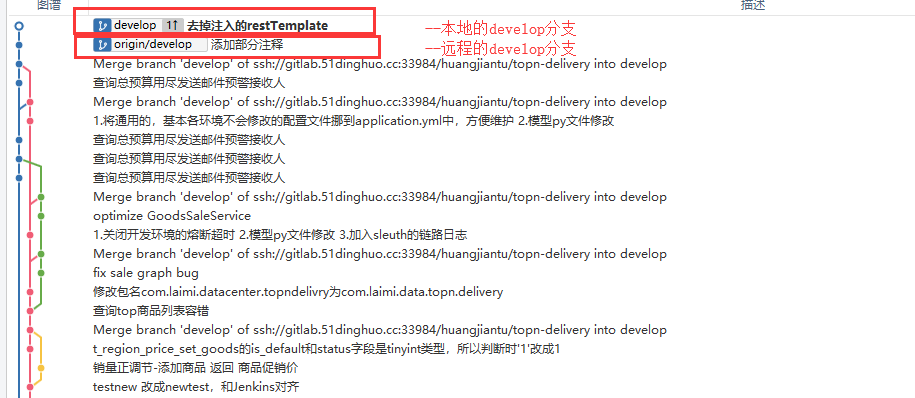 图谱 描述
develop 1↑ 去掉注入的restTemplate --本地的develop分支
origin/develop 添加部分注释 --远程的develop分支
Merge branch 'develop' of ssh://gitlab.51dinghuo.cc:33984/huangjiantu/topn-delivery into develop
查询总预算用尽发送邮件预警接收人
Merge branch 'develop' of ssh://gitlab.51dinghuo.cc:33984/huangjiantu/topn-delivery into develop
1.将通用的，基本各环境不会修改的配置文件挪到application.yml中，方便维护 2.模型py文件修改
查询总预算用尽发送邮件预警接收人
查询总预算用尽发送邮件预警接收人
查询总预算用尽发送邮件预警接收人
Merge branch 'develop' of ssh://gitlab.51dinghuo.cc:33984/huangjiantu/topn-delivery into develop
optimize GoodsSaleService
1.关闭开发环境的熔断超时 2.模型py文件修改 3.加入sleuth的链路日志
Merge branch 'develop' of ssh://gitlab.51dinghuo.cc:33984/huangjiantu/topn-delivery into develop
fix sale graph bug
修改包名com.laimi.datacenter.topndelivry为com.laimi.data.topn.delivery
查询top商品列表容错
Merge branch 'develop' of ssh://gitlab.51dinghuo.cc:33984/huangjiantu/topn-delivery into develop
t_region_price_set_goods的is_default和status字段是tinyint类型，所以判断时'1'改成1
销量正调节-添加商品 返回 商品促销价
testnew 改成newtest，和Jenkins对齐